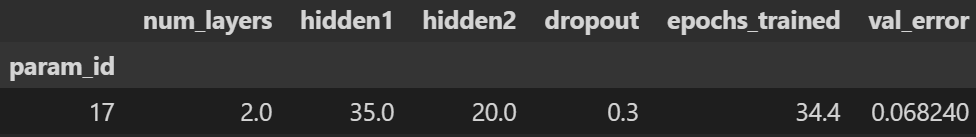 num_layers hidden1 hidden2 dropout epochs_trained val_error
param_id
17 2.0 35.0 20.0 0.3 34.4 0.068240